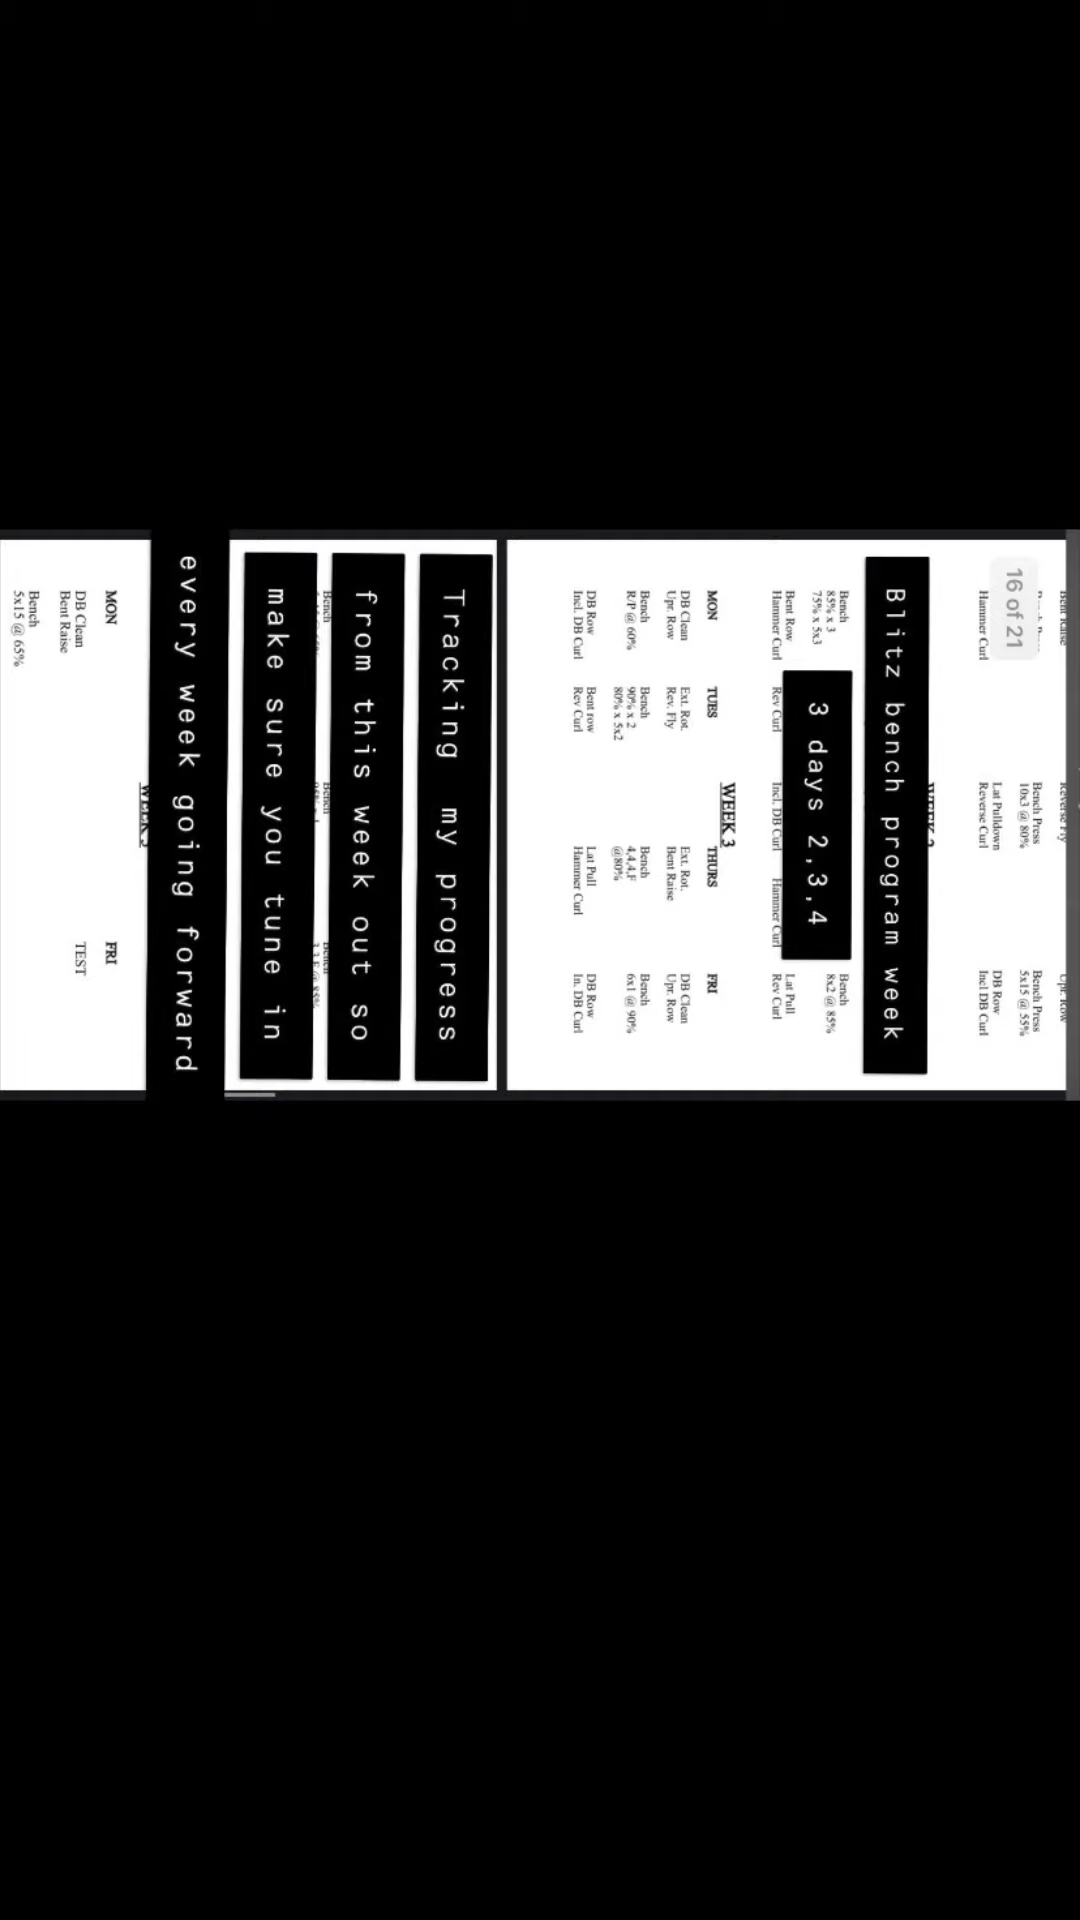 Reverse Fly
16 of 21
Bench Press Bench Press
10x3 @ 80% 5x15 @ 55%
Lat Pulldown DB Row
Hammer Curl Reverse Curl Incl DB Curl
Blitz bench program week
3 days 2,3,4
Bench Bench
85% x 3 8x2 @ 85%
75% x 5x3
Bent Row Lat Pull
Hammer Curl Rev Curl Incl. DB Curl Hammer Curl Rev Curl
WEEK 3
MON TUES THURS FRI
DB Clean Ext. Rot. Ext. Rot. DB Clean
Upr. Row Rev. Fly Bent Raise Upr. Row
Bench Bench Bench Bench
R/P @ 60% 90% x 2 4,4,4,F 6x1 @ 90%
80% x 5x2 @80%
DB Row Bent row Lat Pull DB Row
Incl. DB Curl Rev Curl Hammer Curl In. DB Curl
Tracking my progress
from this week out so
Bench Bench Bench
make sure you tune in
every week going forward
MON FRI
DB Clean TEST
Bent Raise
Bench
5x15 @ 65%